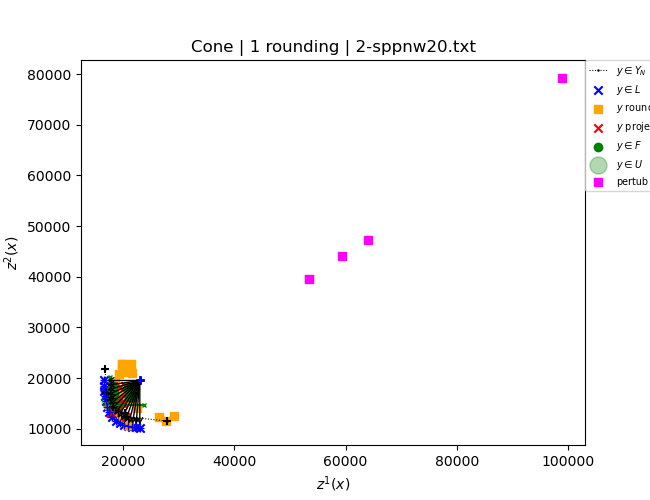 Cone | 1 rounding | 2-sppnw20.txt
80000
70000
60000
50000
40000
30000
20000
10000
z²(x)
20000 40000 60000 80000 100000
z¹(x)
y ∈ Y_N
y ∈ L
y roun
y proje
y ∈ F
y ∈ U
pertub